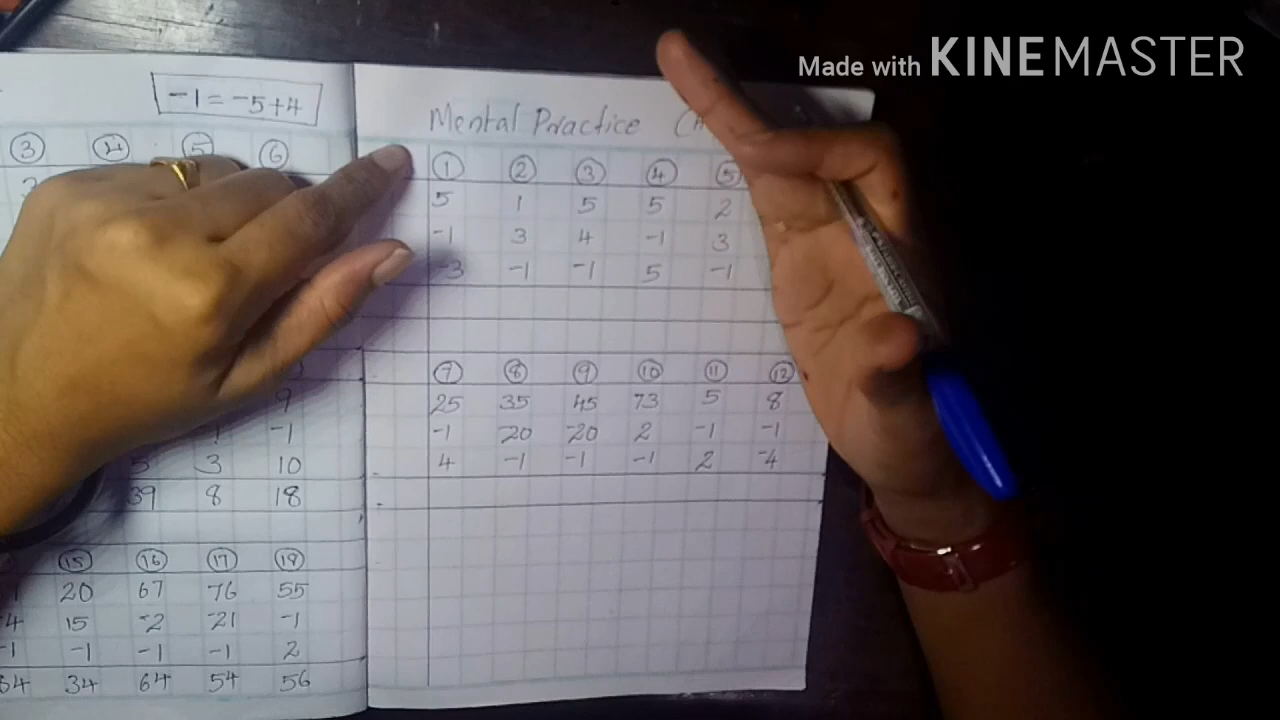 Made with KINEMASTER
-1 = -5+4
③ ④ ⑤ ⑥
9
1 -1
5 3 10
39 8 18
⑮ ⑯ ⑰ ⑱
20 67 76 55
15 -2 -21 -1
-1 -1 -1 2
34 64 54 56
Mental Practice
① ② ③ ④ ⑤
5 1 5 5 2
-1 3 4 -1 3
-3 -1 -1 5 -1
⑦ ⑧ ⑨ ⑩ ⑪ ⑫
25 35 45 73 5 8
-1 20 -20 2 -1 -1
4 -1 -1 -1 2 -4